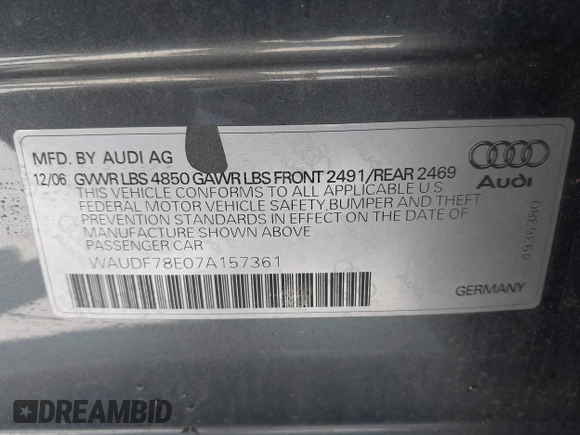 MFD. BY AUDI AG
12/06 GVWR LBS 4850 GAWR LBS FRONT 2491/REAR 2469
THIS VEHICLE CONFORMS TO ALL APPLICABLE U.S.
FEDERAL MOTOR VEHICLE SAFETY, BUMPER AND THEFT
PREVENTION STANDARDS IN EFFECT ON THE DATE OF
MANUFACTURE SHOWN ABOVE
PASSENGER CAR
WAUDF78E07A157361
Audi
4936380
GERMANY
DREAMBID